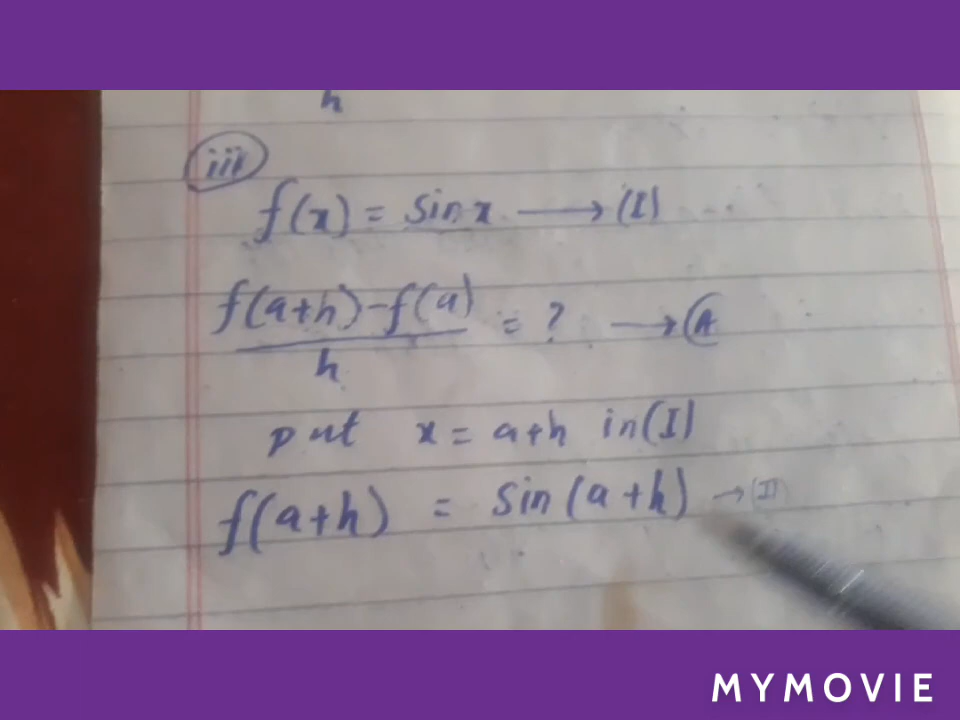 h
iii
f(x) = sin x → (I)
f(a+h) - f(a)
= ? → (A
h
put x = a+h in (I)
f(a+h) = sin (a+h) → (II)
MYMOVIE